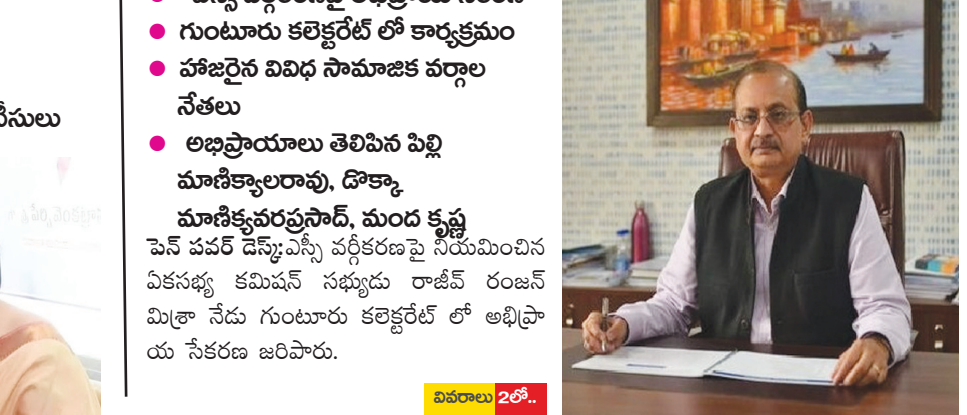 గుంటూరు కలెక్టరేట్ లో కార్యక్రమం
హాజరైన వివిధ సామాజిక వర్గాల
నేతలు
అభిప్రాయాలు తెలిపిన పిల్లి
మాణిక్యాలరావు, డొక్కా
మాణిక్యవరప్రసాద్, మంద కృష్ణ
పెన్ పవర్ డెస్క్:ఎస్సీ వర్గీకరణపై నియమించిన
ఏకసభ్య కమిషన్ సభ్యుడు రాజీవ్ రంజన్
మిశ్రా నేడు గుంటూరు కలెక్టరేట్ లో అభిప్రా
య సేకరణ జరిపారు.
వివరాలు 2లో..